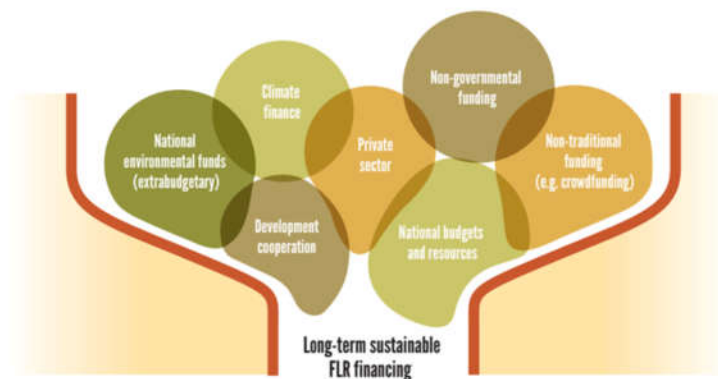 Climate
finance
Non-governmental
funding
National
environmental funds
(extrabudgetary)
Private
sector
Non-traditional
funding
(e.g. crowdfunding)
Development
cooperation
National budgets
and resources
Long-term sustainable
FLR financing